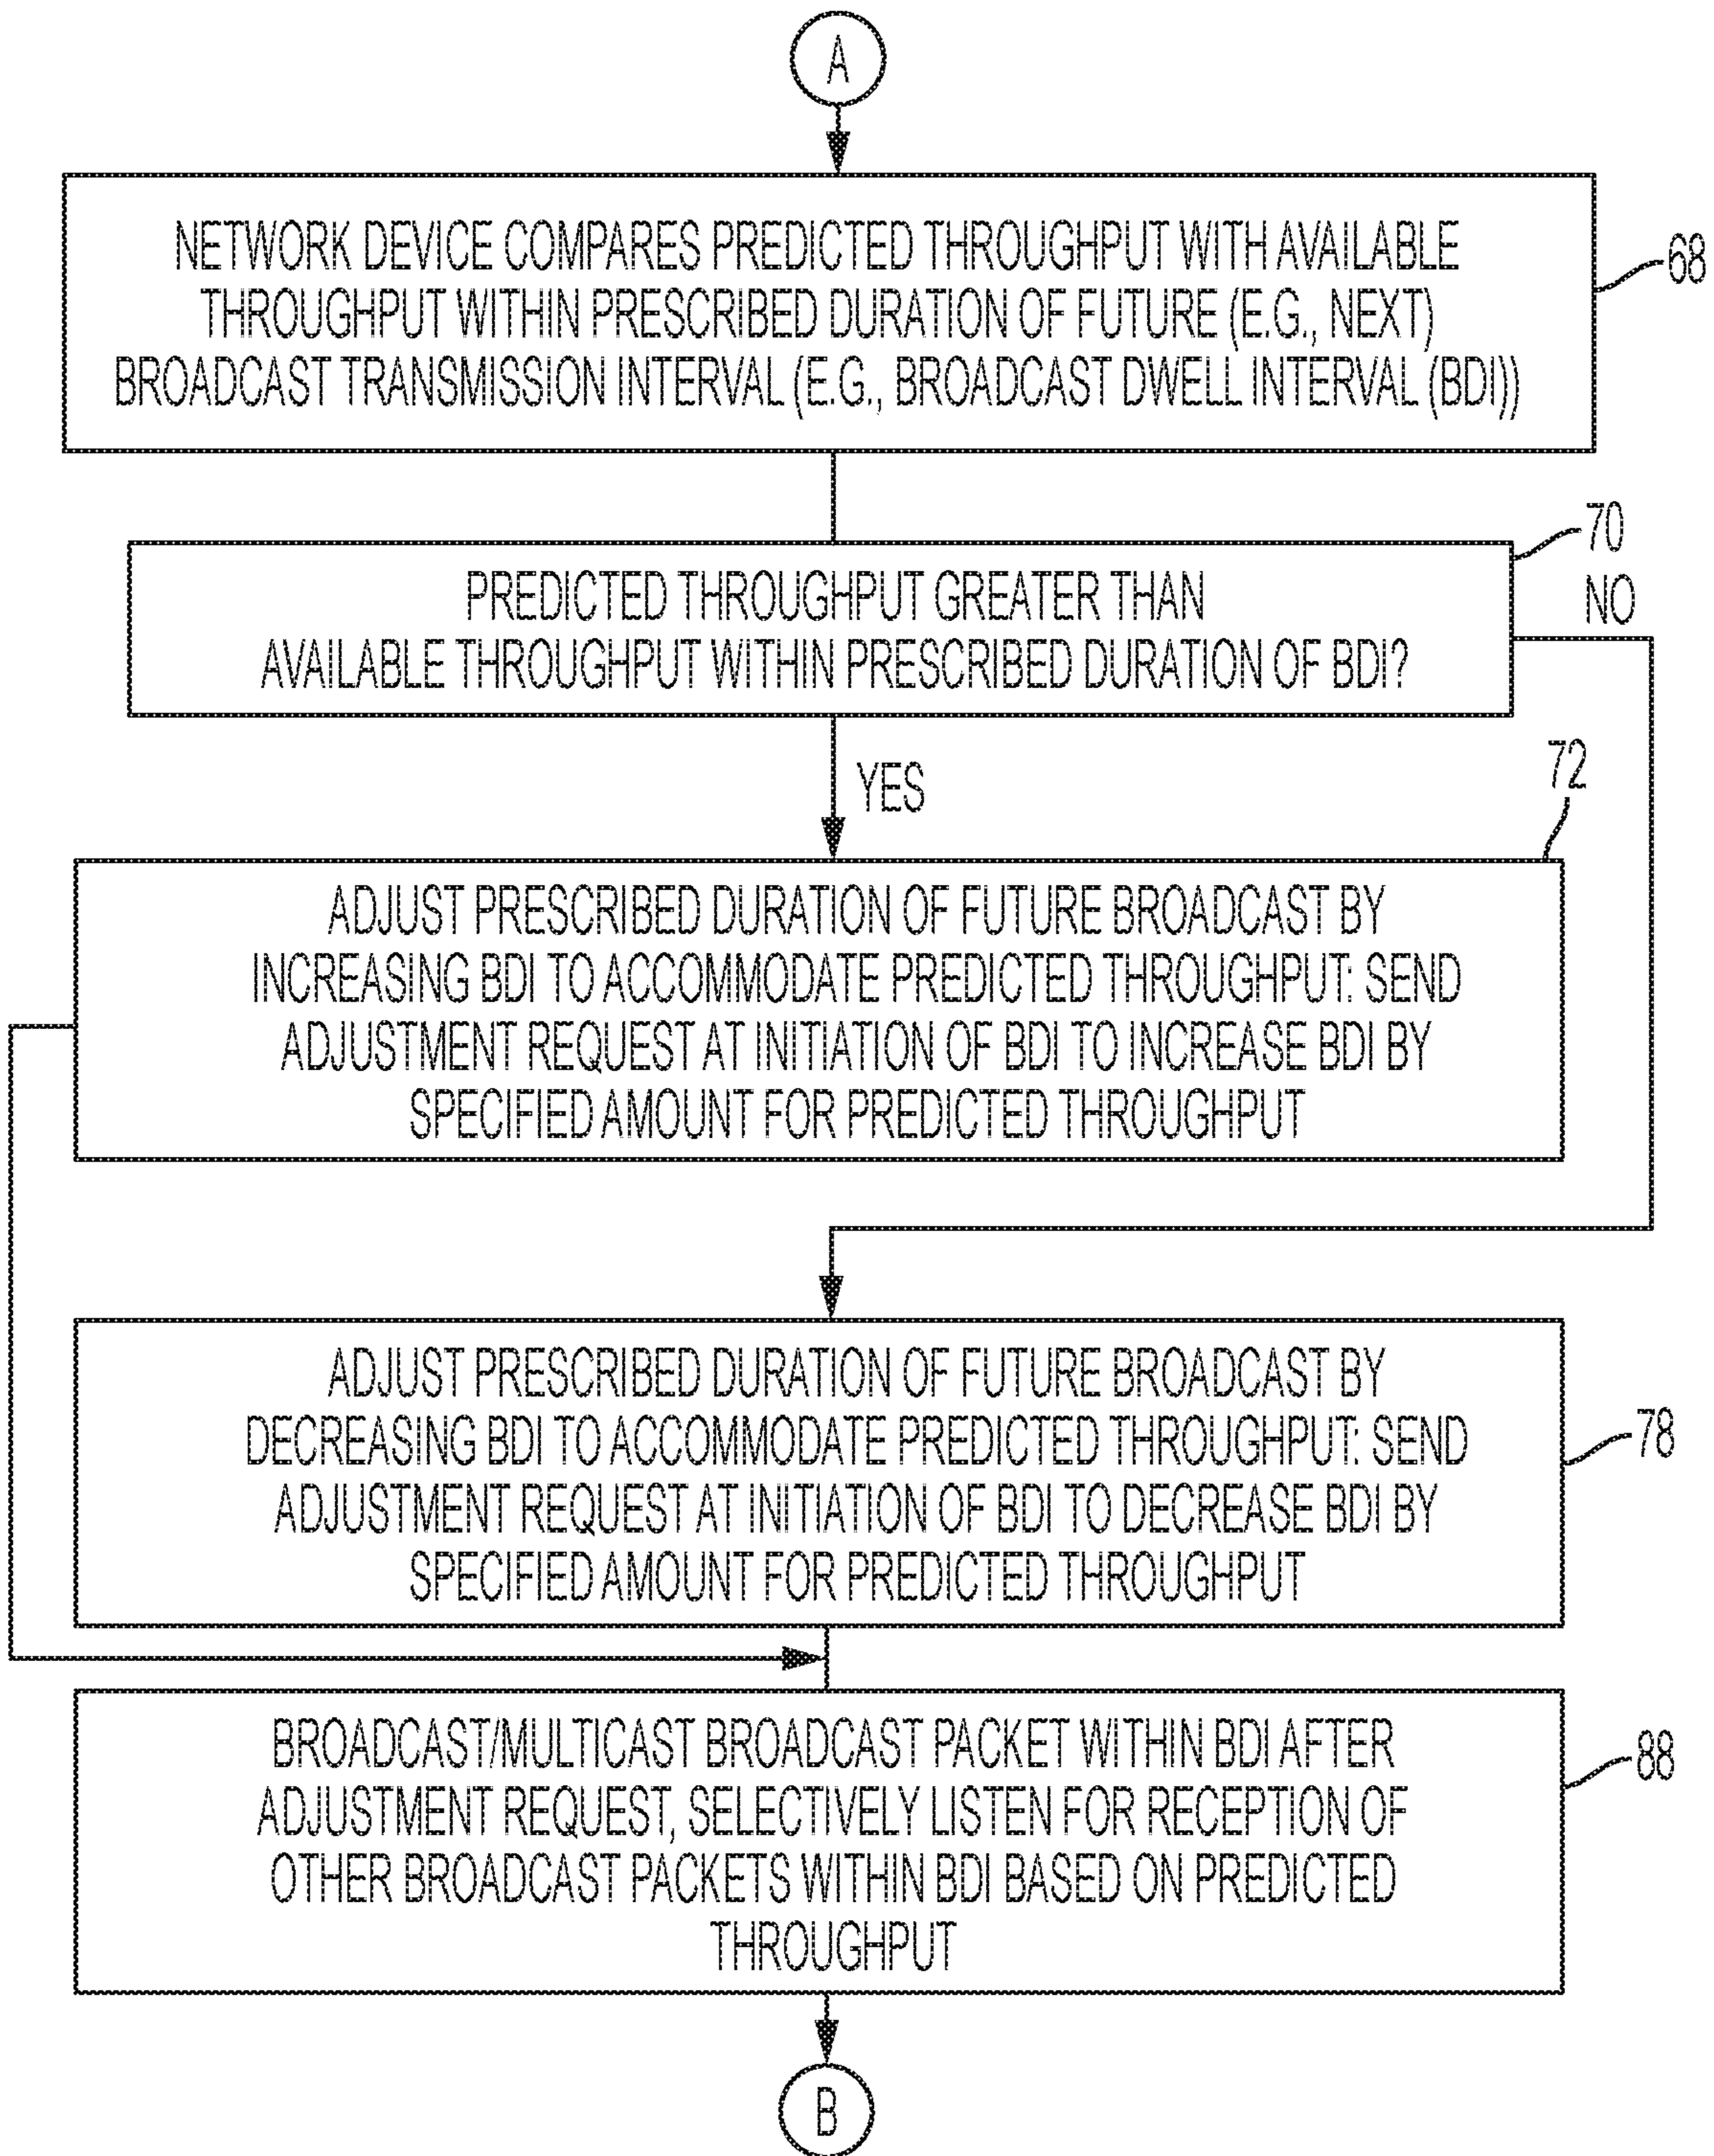 A
NETWORK DEVICE COMPARES PREDICTED THROUGHPUT WITH AVAILABLE
THROUGHPUT WITHIN PRESCRIBED DURATION OF FUTURE (E.G., NEXT)
BROADCAST TRANSMISSION INTERVAL (E.G., BROADCAST DWELL INTERVAL (BDI))
68
70
NO
PREDICTED THROUGHPUT GREATER THAN
AVAILABLE THROUGHPUT WITHIN PRESCRIBED DURATION OF BDI?
YES
72
ADJUST PRESCRIBED DURATION OF FUTURE BROADCAST BY
INCREASING BDI TO ACCOMMODATE PREDICTED THROUGHPUT: SEND
ADJUSTMENT REQUEST AT INITIATION OF BDI TO INCREASE BDI BY
SPECIFIED AMOUNT FOR PREDICTED THROUGHPUT
ADJUST PRESCRIBED DURATION OF FUTURE BROADCAST BY
DECREASING BDI TO ACCOMMODATE PREDICTED THROUGHPUT: SEND
ADJUSTMENT REQUEST AT INITIATION OF BDI TO DECREASE BDI BY
SPECIFIED AMOUNT FOR PREDICTED THROUGHPUT
78
BROADCAST/MULTICAST BROADCAST PACKET WITHIN BDI AFTER
ADJUSTMENT REQUEST, SELECTIVELY LISTEN FOR RECEPTION OF
OTHER BROADCAST PACKETS WITHIN BDI BASED ON PREDICTED
THROUGHPUT
88
B